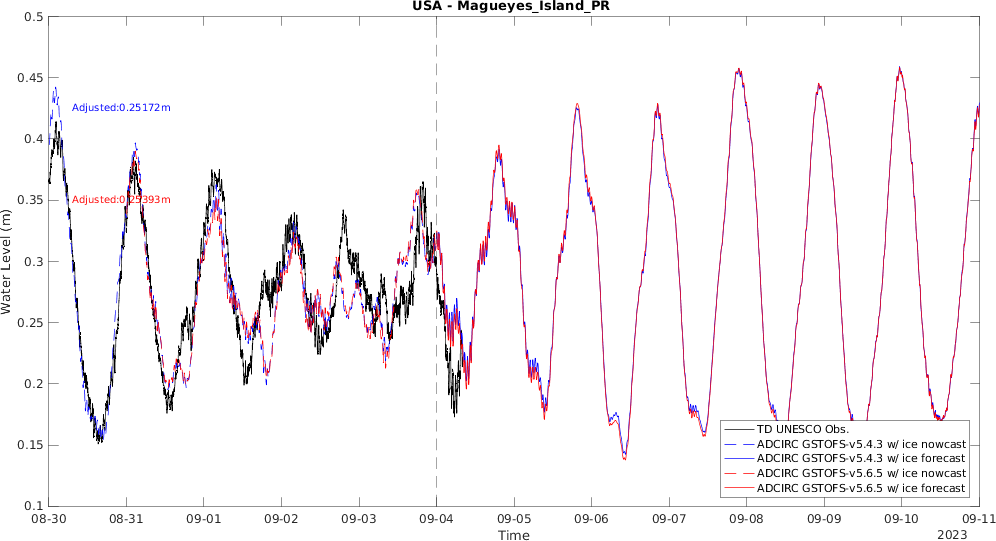 USA - Magueyes_Island_PR
0.5
0.45
0.4
0.35
0.3
0.25
0.2
0.15
0.1
Water Level (m)
Adjusted:0.25172m
Adjusted:0.25393m
TD UNESCO Obs.
ADCIRC GSTOFS-v5.4.3 w/ ice nowcast
ADCIRC GSTOFS-v5.4.3 w/ ice forecast
ADCIRC GSTOFS-v5.6.5 w/ ice nowcast
ADCIRC GSTOFS-v5.6.5 w/ ice forecast
08-30 08-31 09-01 09-02 09-03 09-04 09-05 09-06 09-07 09-08 09-09 09-10 09-11
Time
2023